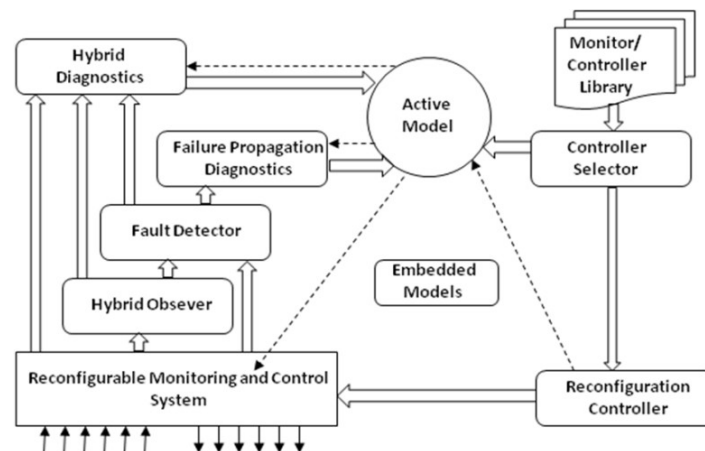 Hybrid
Diagnostics
Monitor/
Controller
Library
Active
Model
Failure Propagation
Diagnostics
Controller
Selector
Fault Detector
Embedded
Models
Hybrid Obsever
Reconfigurable Monitoring and Control
System
Reconfiguration
Controller